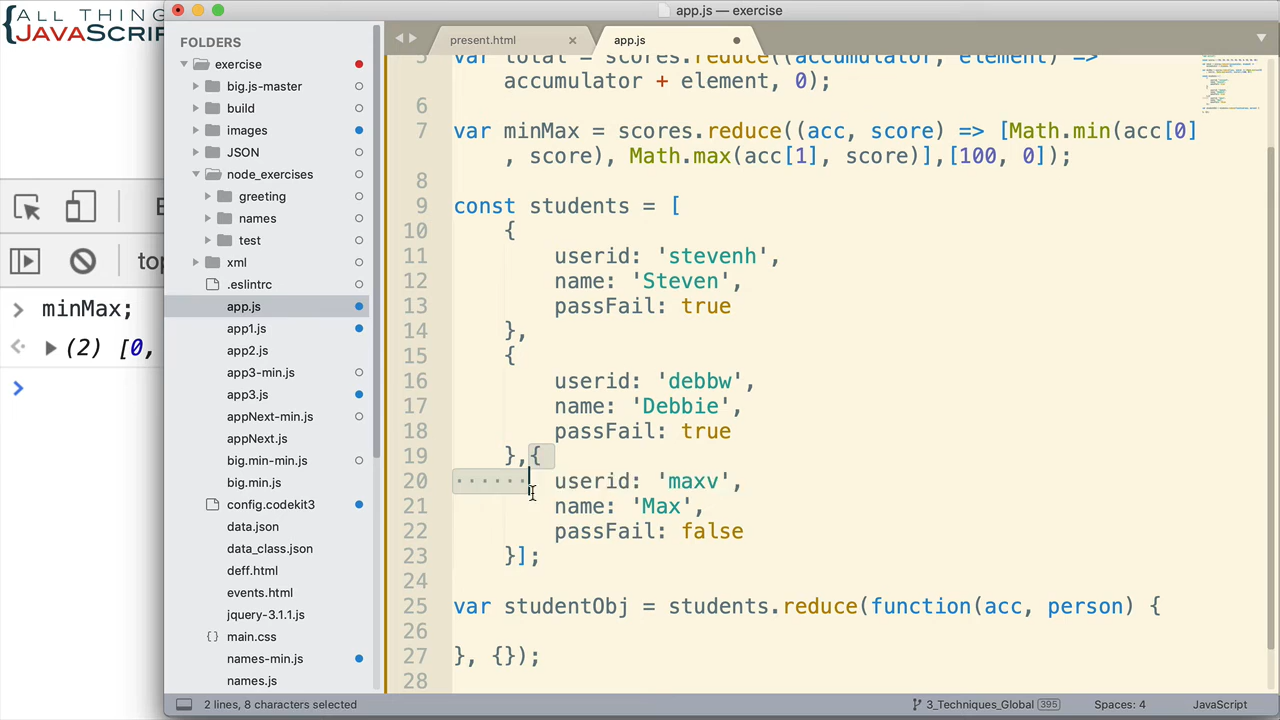 ALL THING
JAVASCRIP
app.js — exercise
FOLDERS
exercise
big.js-master
build
images
JSON
node_exercises
greeting
names
test
xml
.eslintrc
app.js
app1.js
app2.js
app3-min.js
app3.js
appNext-min.js
appNext.js
big.min-min.js
big.min.js
config.codekit3
data.json
data_class.json
deff.html
events.html
jquery-3.1.1.js
main.css
names-min.js
names.js
top
minMax;
(2) [0,
present.html
app.js
5 var total = scores.reduce((accumulator, element) =>
accumulator + element, 0);
6
7 var minMax = scores.reduce((acc, score) => [Math.min(acc[0]
, score), Math.max(acc[1], score)],[100, 0]);
8
9 const students = [
10 {
11 userid: 'stevenh',
12 name: 'Steven',
13 passFail: true
14 },
15 {
16 userid: 'debbw',
17 name: 'Debbie',
18 passFail: true
19 },{
20 userid: 'maxv',
21 name: 'Max',
22 passFail: false
23 }];
24
25 var studentObj = students.reduce(function(acc, person) {
26
27 }, {});
28
2 lines, 8 characters selected
3_Techniques_Global 395
Spaces: 4
JavaScript